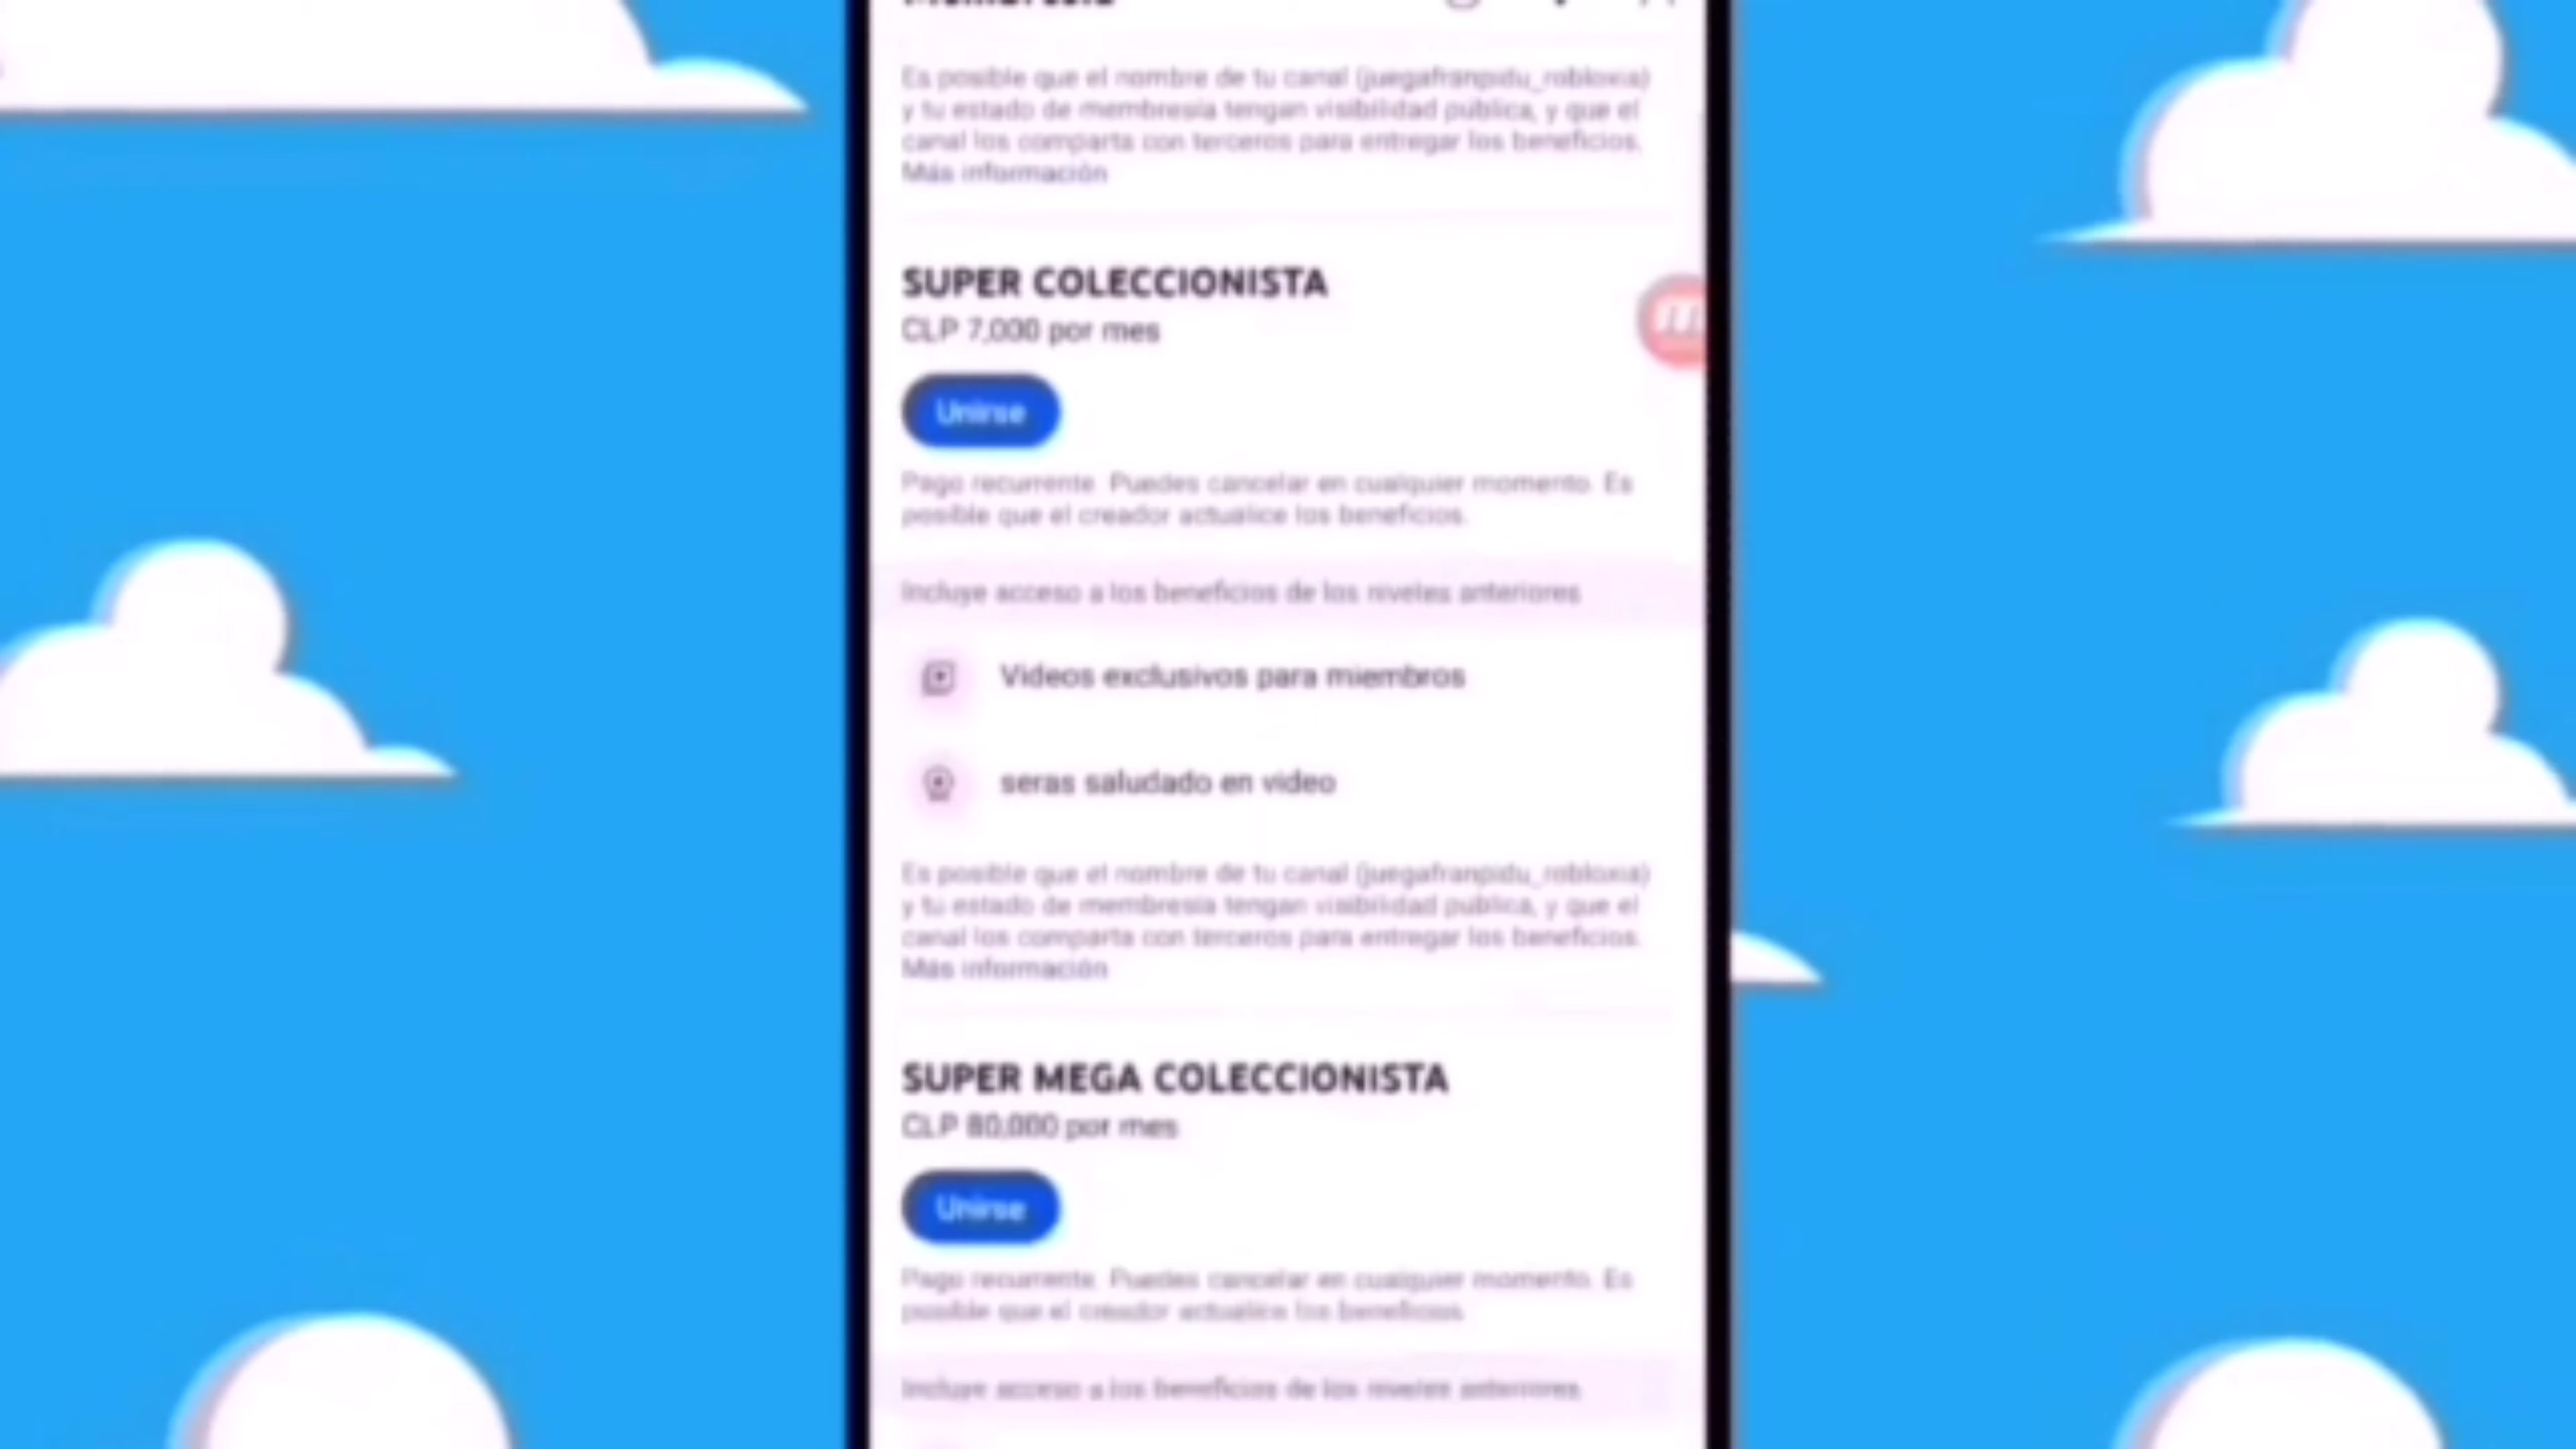 Es posible que el nombre de tu canal (juegafranpidu_robloxia)
y tu estado de membresía tengan visibilidad pública, y que el
canal los comparta con terceros para entregar los beneficios.
Más información
SUPER COLECCIONISTA
CLP 7,000 por mes
Unirse
Pago recurrente. Puedes cancelar en cualquier momento. Es
posible que el creador actualice los beneficios.
Incluye acceso a los beneficios de los niveles anteriores
Videos exclusivos para miembros
seras saludado en video
Es posible que el nombre de tu canal (juegafranpidu_robloxia)
y tu estado de membresía tengan visibilidad pública, y que el
canal los comparta con terceros para entregar los beneficios.
Más información
SUPER MEGA COLECCIONISTA
CLP 80,000 por mes
Unirse
Pago recurrente. Puedes cancelar en cualquier momento. Es
posible que el creador actualice los beneficios.
Incluye acceso a los beneficios de los niveles anteriores